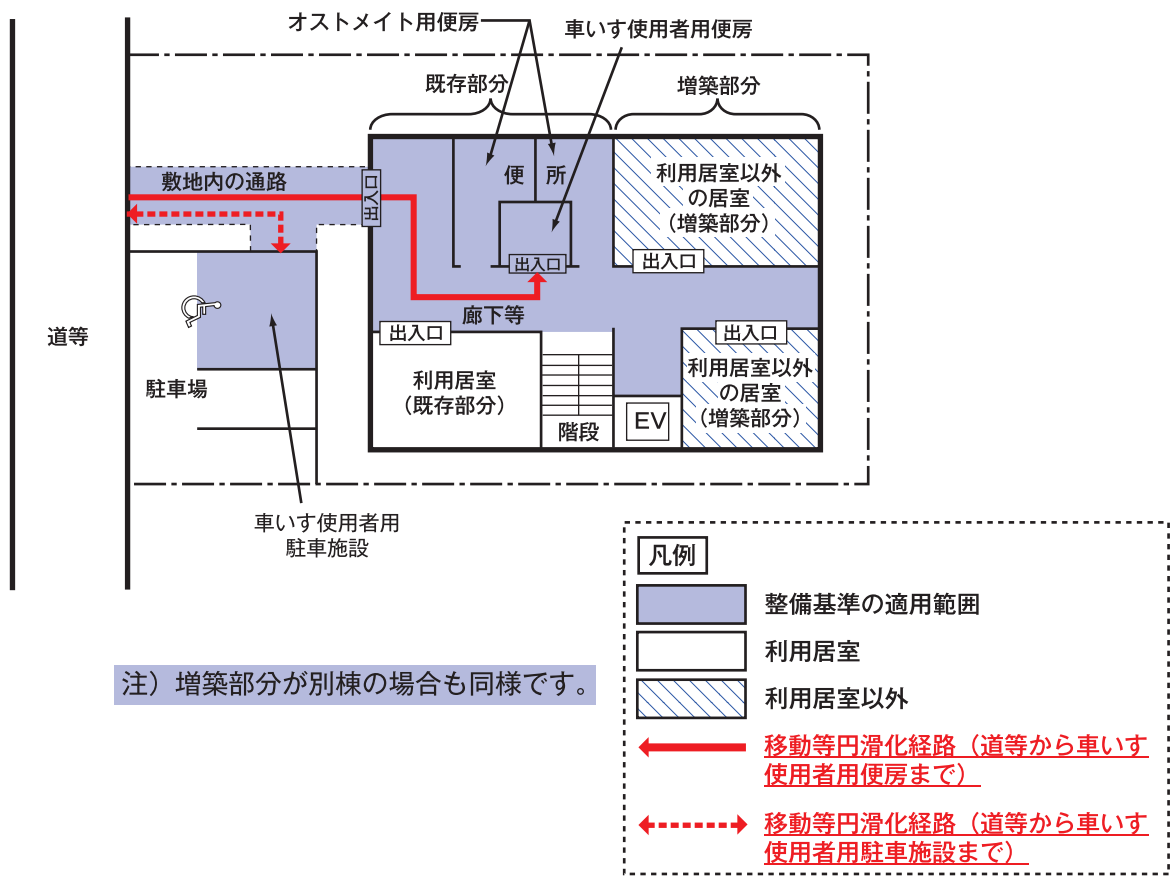 オストメイト用便房
車いす使用者用便房
既存部分
増築部分
敷地内の通路
出入口
便所
利用居室以外
の居室
（増築部分）
出入口
出入口
廊下等
道等
出入口
出入口
駐車場
利用居室
（既存部分）
階段
EV
利用居室以外
の居室
（増築部分）
車いす使用者用
駐車施設
凡例
整備基準の適用範囲
利用居室
利用居室以外
移動等円滑化経路（道等から車いす
使用者用便房まで）
移動等円滑化経路（道等から車いす
使用者用駐車施設まで）
注）増築部分が別棟の場合も同様です。